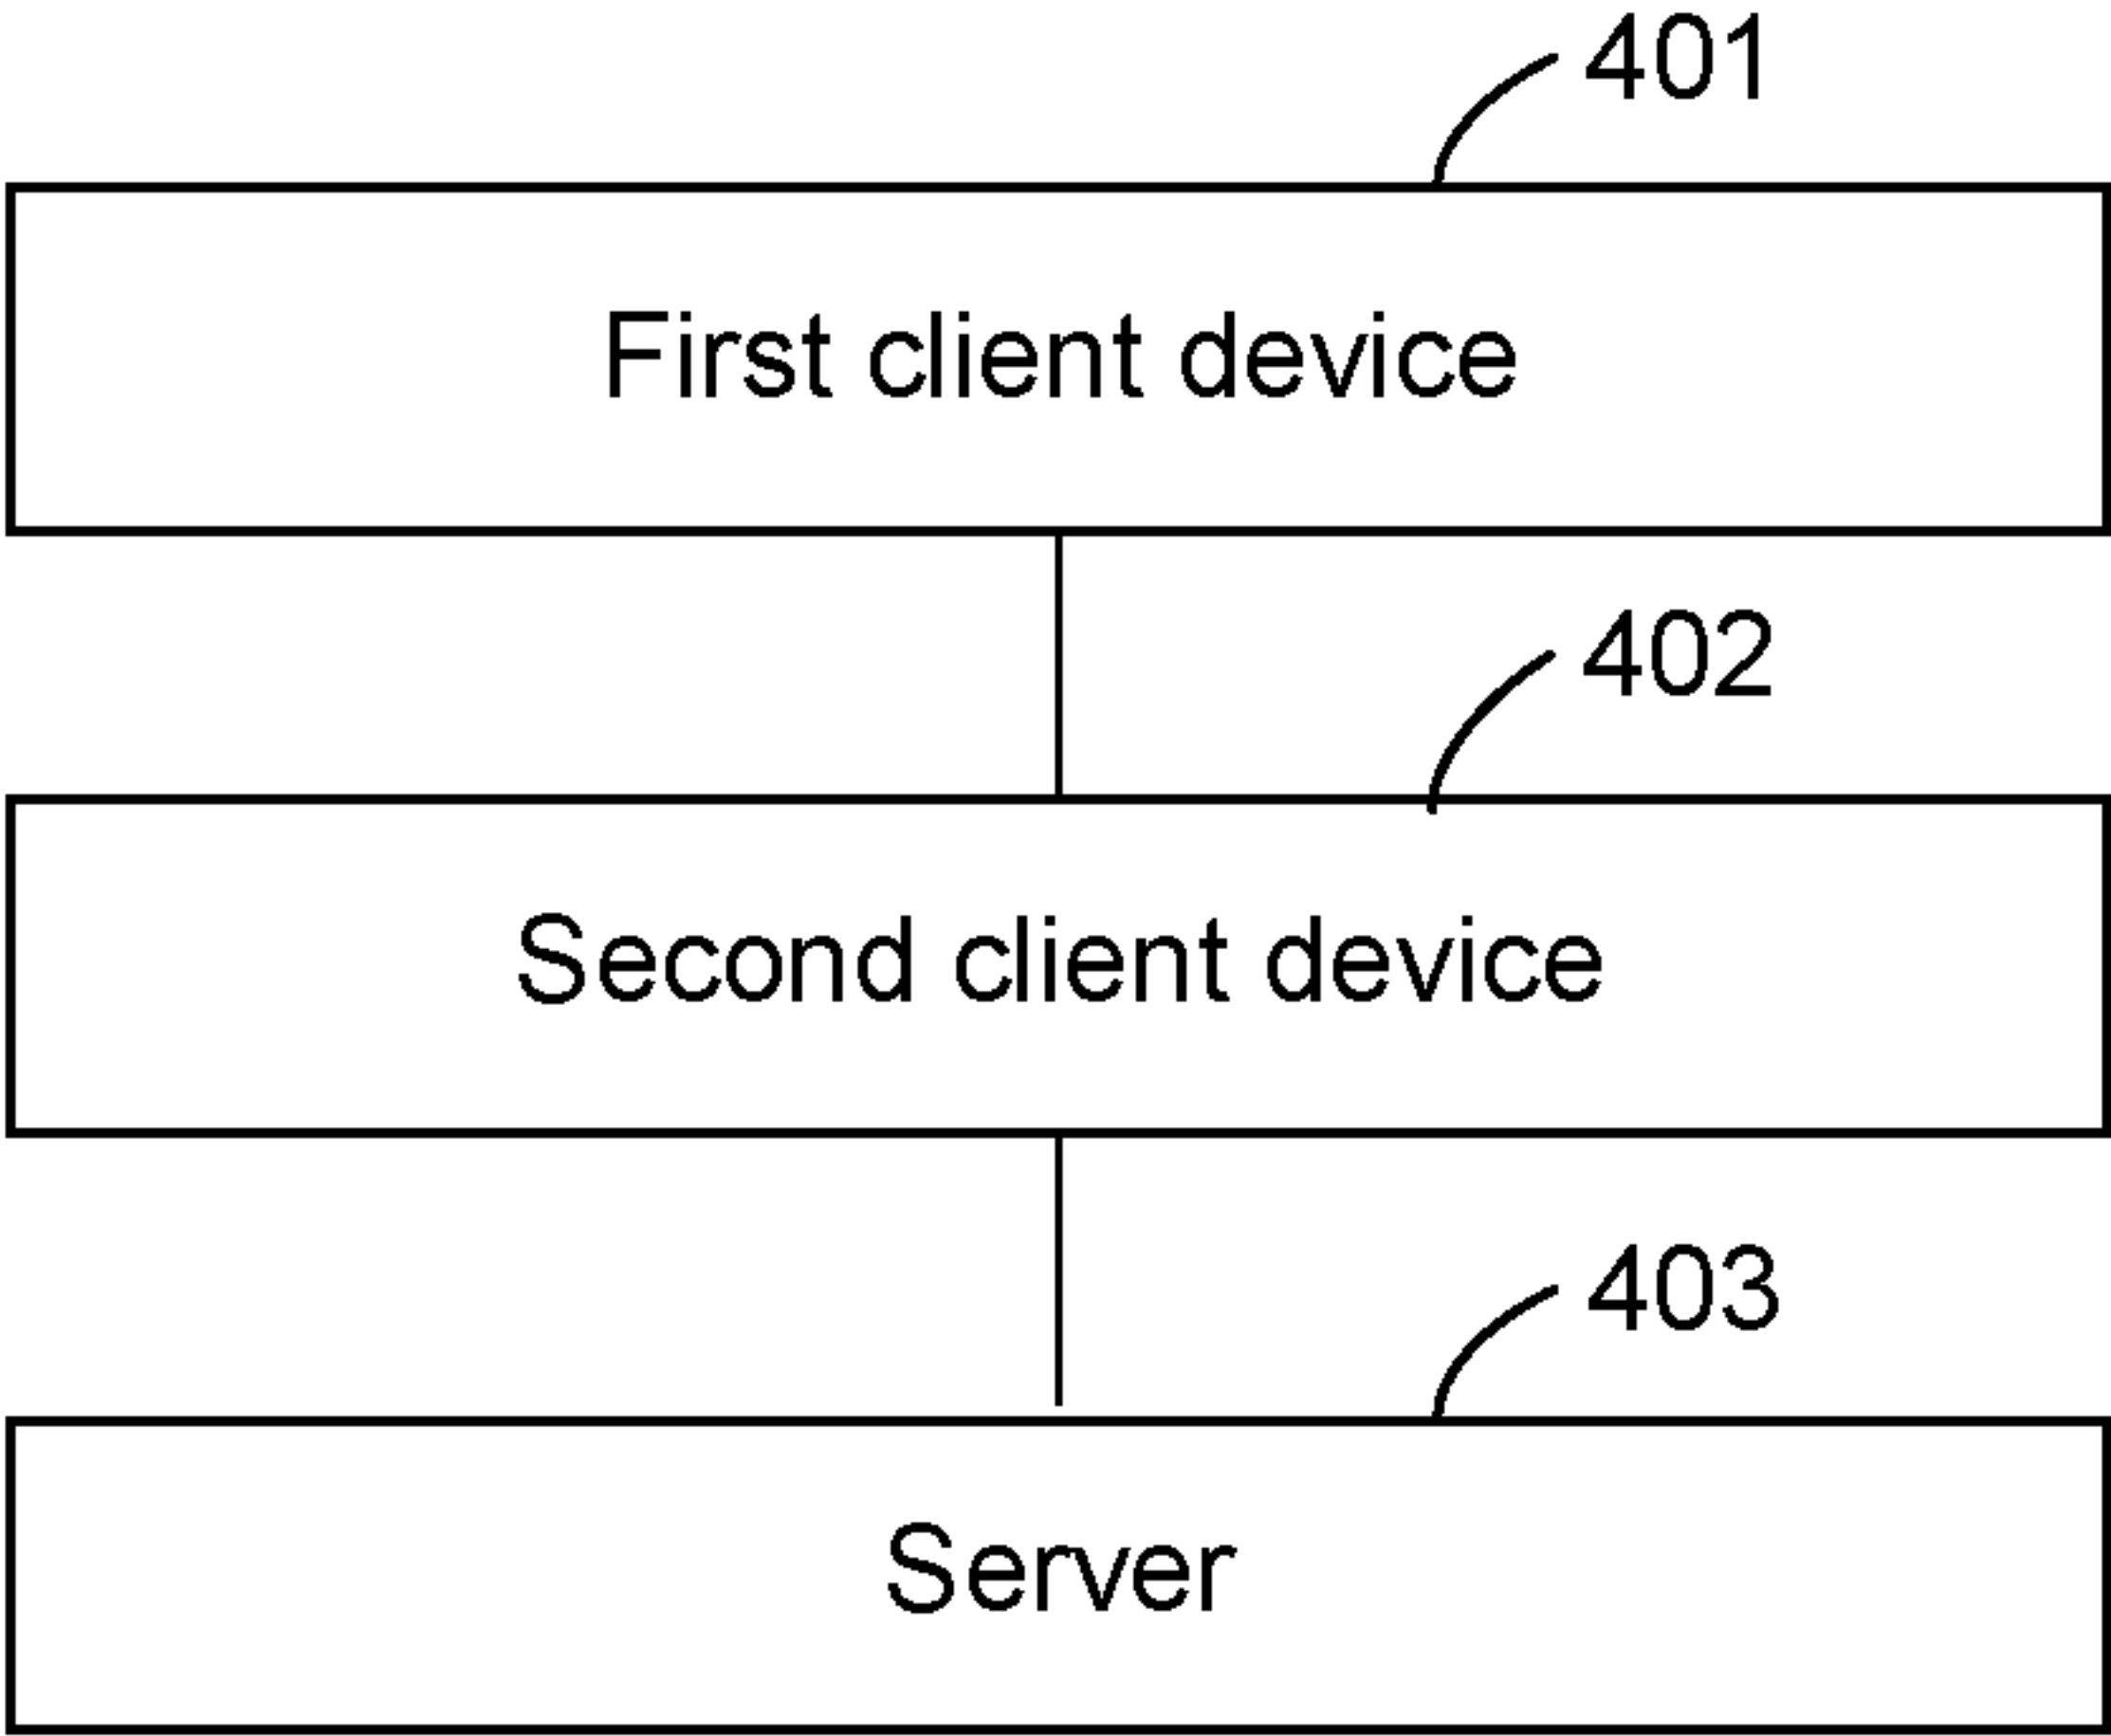 401
First client device
402
Second client device
403
Server